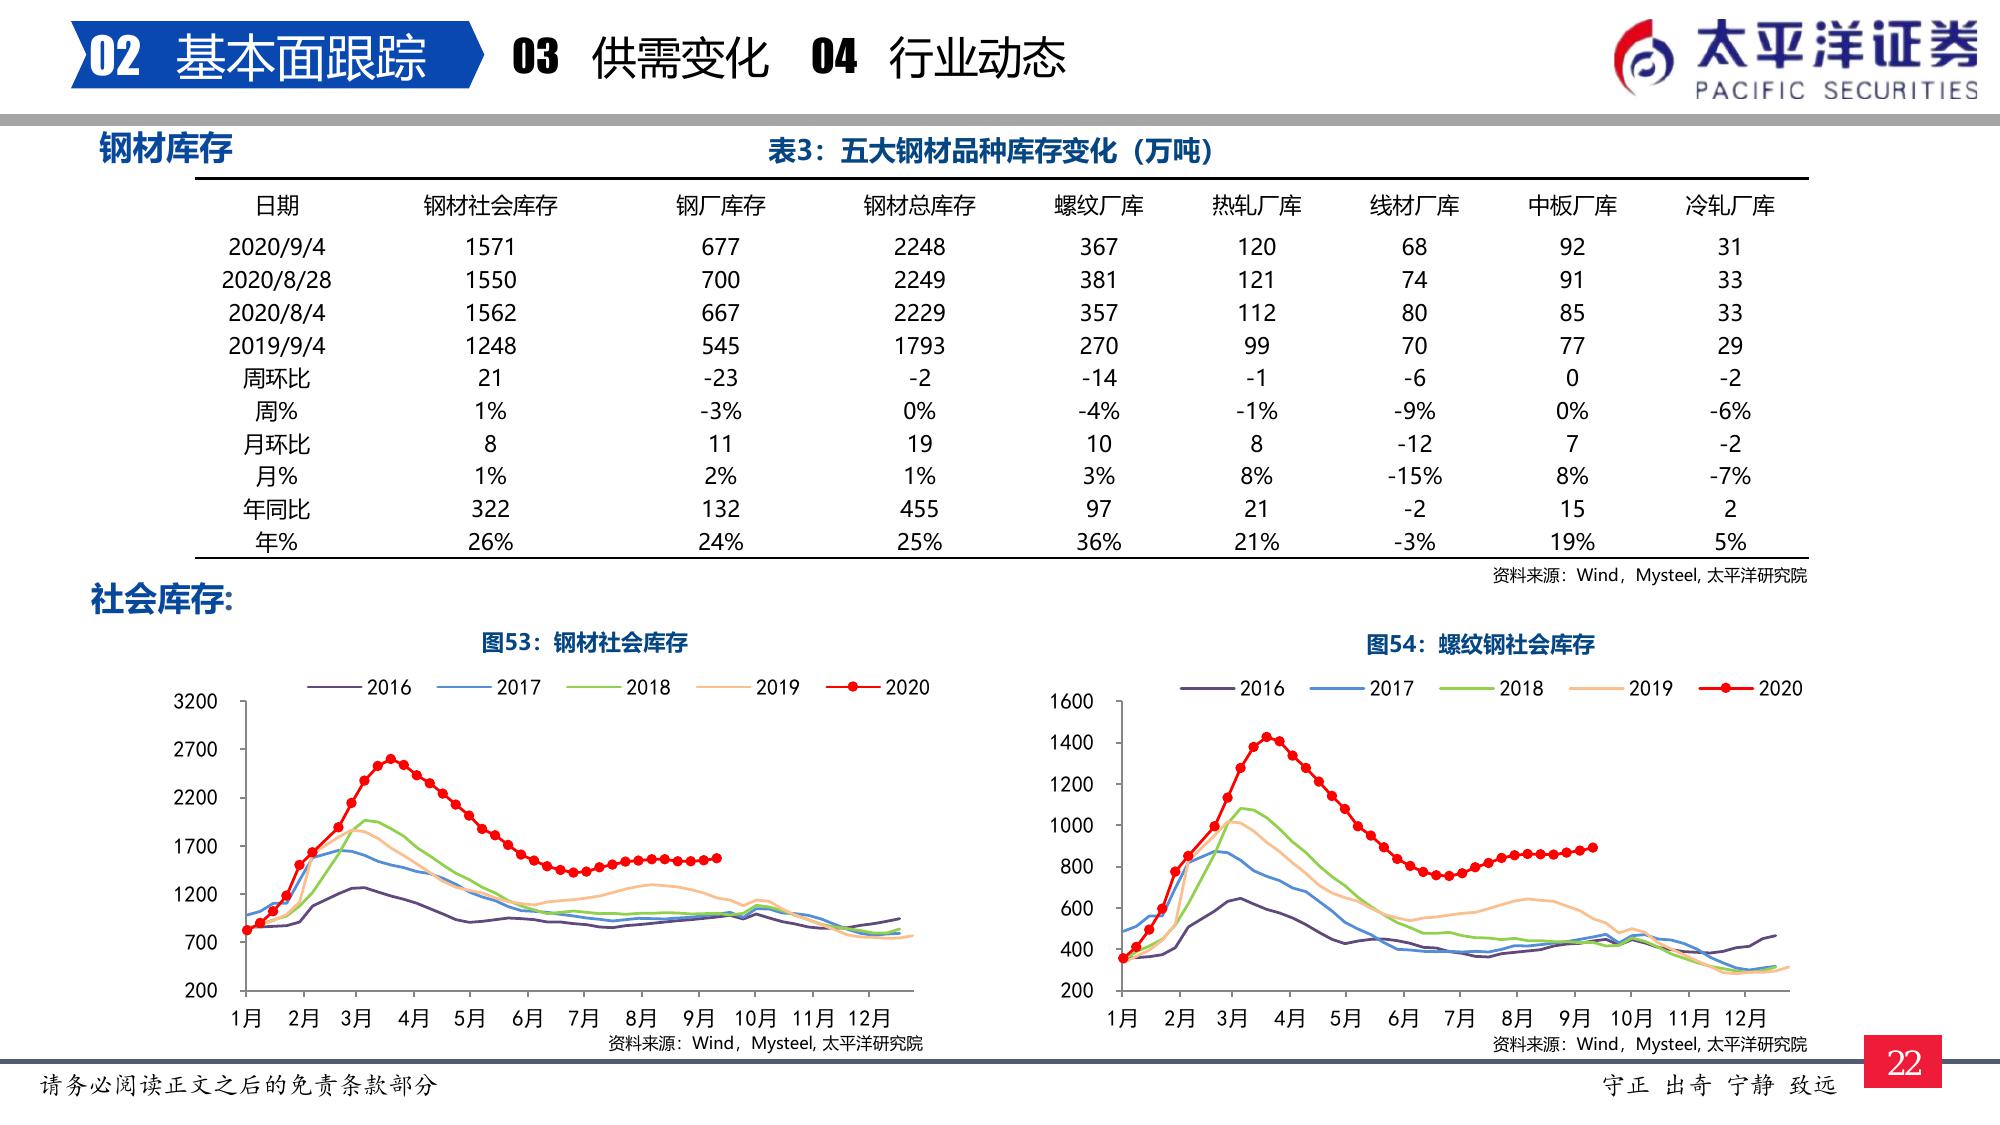 02 基本面跟踪 03 供需变化 04 行业动态
太平洋证券
PACIFIC SECURITIES
钢材库存
表3：五大钢材品种库存变化（万吨）
日期 钢材社会库存 钢厂库存 钢材总库存 螺纹厂库 热轧厂库 线材厂库 中板厂库 冷轧厂库
2020/9/4 1571 677 2248 367 120 68 92 31
2020/8/28 1550 700 2249 381 121 74 91 33
2020/8/4 1562 667 2229 357 112 80 85 33
2019/9/4 1248 545 1793 270 99 70 77 29
周环比 21 -23 -2 -14 -1 -6 0 -2
周% 1% -3% 0% -4% -1% -9% 0% -6%
月环比 8 11 19 10 8 -12 7 -2
月% 1% 2% 1% 3% 8% -15% 8% -7%
年同比 322 132 455 97 21 -2 15 2
年% 26% 24% 25% 36% 21% -3% 19% 5%
资料来源：Wind，Mysteel, 太平洋研究院
社会库存:
图53：钢材社会库存
2016 2017 2018 2019 2020
3200
2700
2200
1700
1200
700
200
1月 2月 3月 4月 5月 6月 7月 8月 9月 10月 11月 12月
资料来源：Wind，Mysteel, 太平洋研究院
图54：螺纹钢社会库存
2016 2017 2018 2019 2020
1600
1400
1200
1000
800
600
400
200
1月 2月 3月 4月 5月 6月 7月 8月 9月 10月 11月 12月
资料来源：Wind，Mysteel, 太平洋研究院
请务必阅读正文之后的免责条款部分
守正 出奇 宁静 致远
22